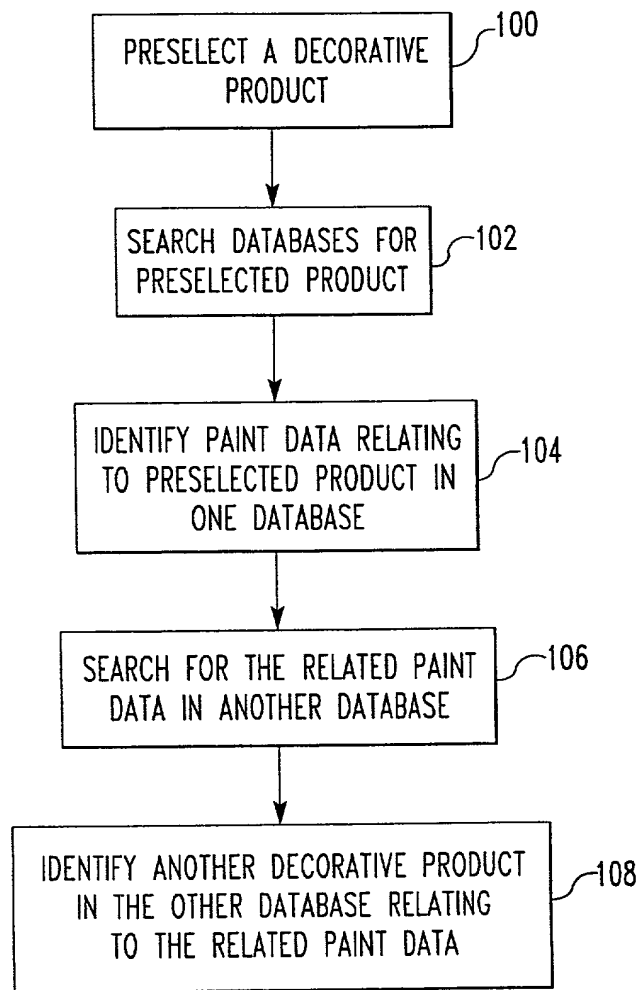 PRESELECT A DECORATIVE
PRODUCT
100
SEARCH DATABASES FOR
PRESELECTED PRODUCT
102
IDENTIFY PAINT DATA RELATING
TO PRESELECTED PRODUCT IN
ONE DATABASE
104
SEARCH FOR THE RELATED PAINT
DATA IN ANOTHER DATABASE
106
IDENTIFY ANOTHER DECORATIVE PRODUCT
IN THE OTHER DATABASE RELATING
TO THE RELATED PAINT DATA
108